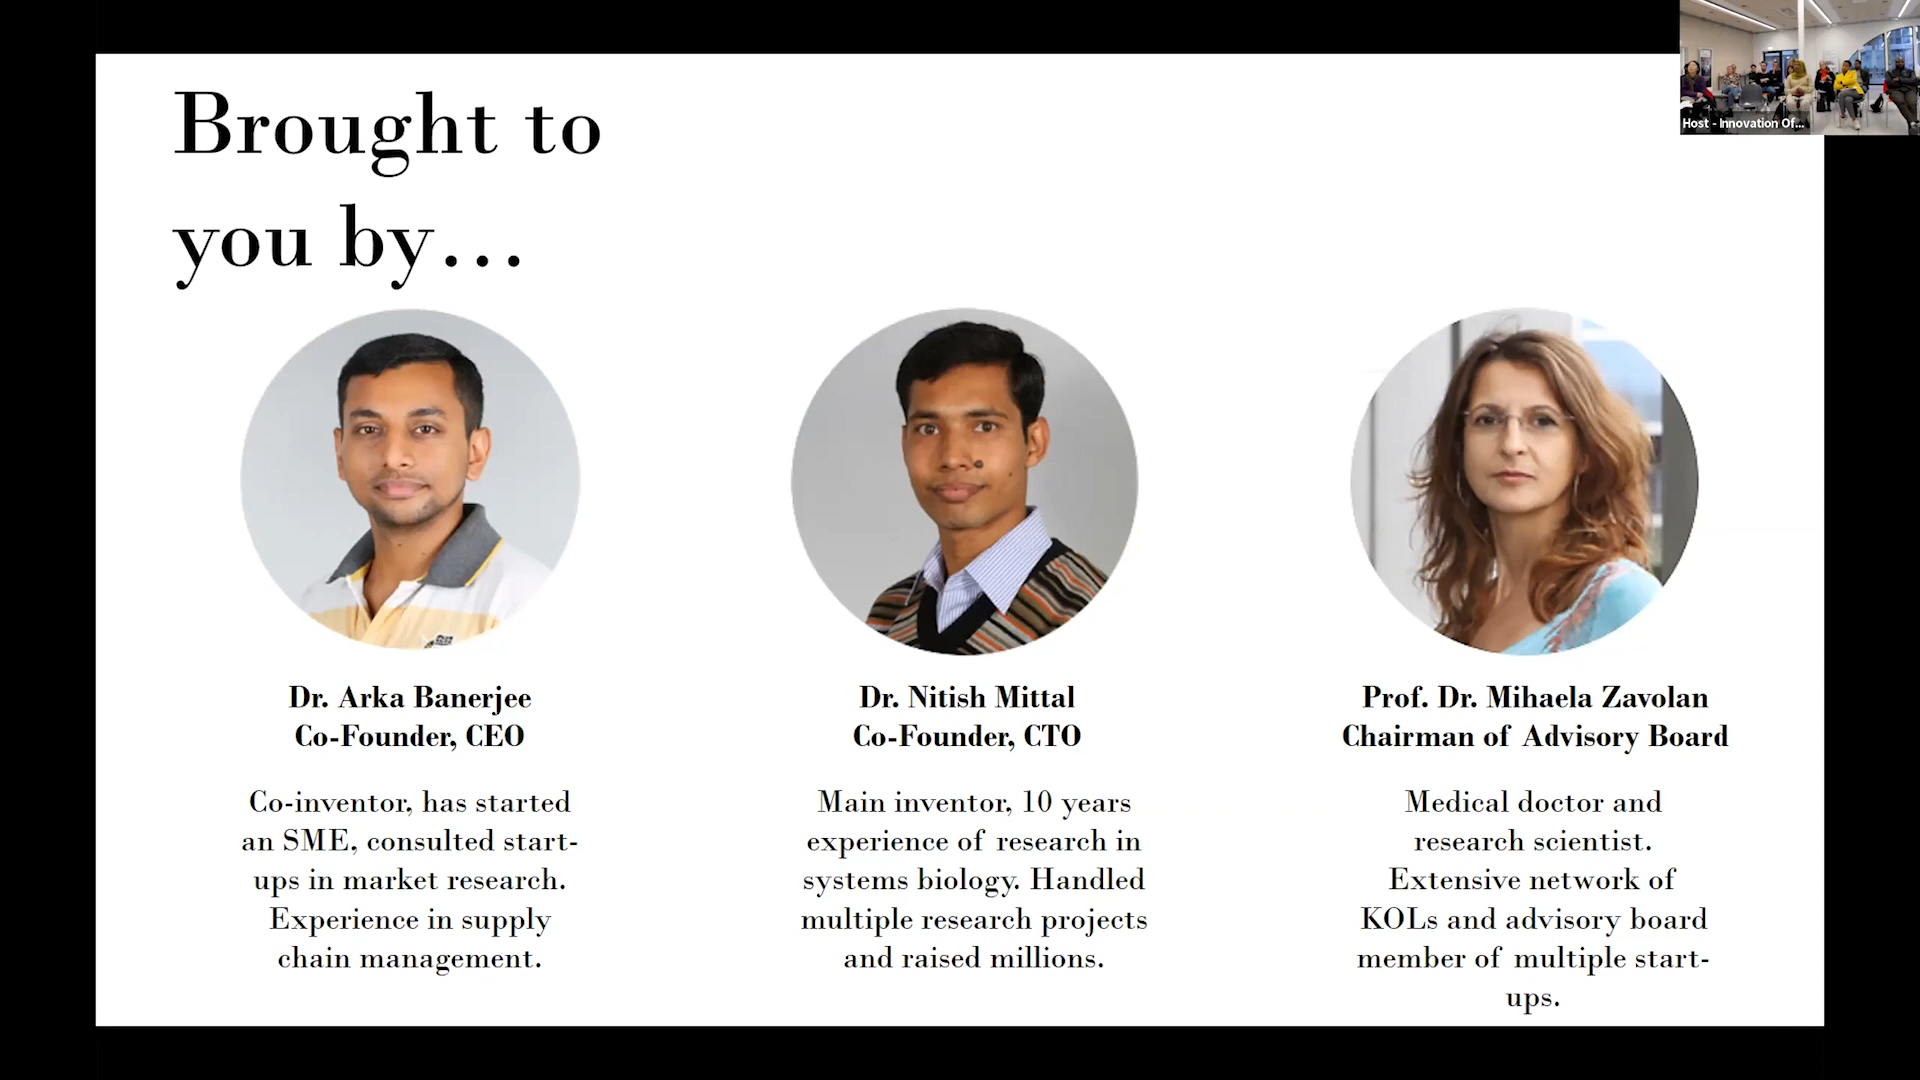 Brought to
you by...
Host - Innovation Of...
Dr. Arka Banerjee
Co-Founder, CEO
Co-inventor, has started
an SME, consulted start-
ups in market research.
Experience in supply
chain management.
Dr. Nitish Mittal
Co-Founder, CTO
Main inventor, 10 years
experience of research in
systems biology. Handled
multiple research projects
and raised millions.
Prof. Dr. Mihaela Zavolan
Chairman of Advisory Board
Medical doctor and
research scientist.
Extensive network of
KOLs and advisory board
member of multiple start-
ups.